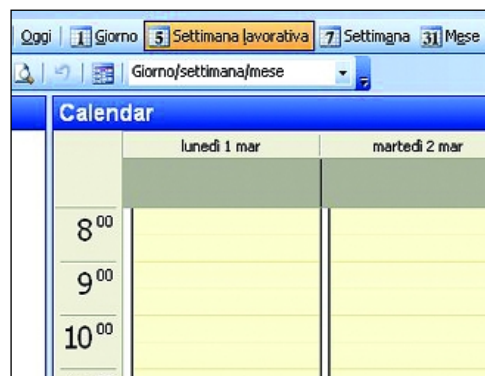 Oggi 1 Giorno 5 Settimana lavorativa 7 Settimana 31 Mese
Giorno/settimana/mese
Calendar
lunedì 1 mar martedì 2 mar
8 00
9 00
10 00